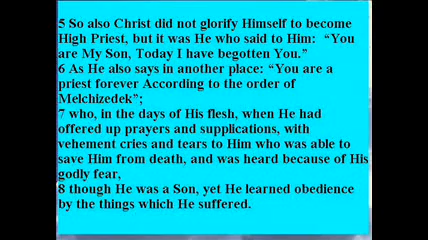 5 So also Christ did not glorify Himself to become
High Priest, but it was He who said to Him:  “You
are My Son, Today I have begotten You.”
6 As He also says in another place: “You are a
priest forever According to the order of
Melchizedek”;
7 who, in the days of His flesh, when He had
offered up prayers and supplications, with
vehement cries and tears to Him who was able to
save Him from death, and was heard because of His
godly fear,
8 though He was a Son, yet He learned obedience
by the things which He suffered.